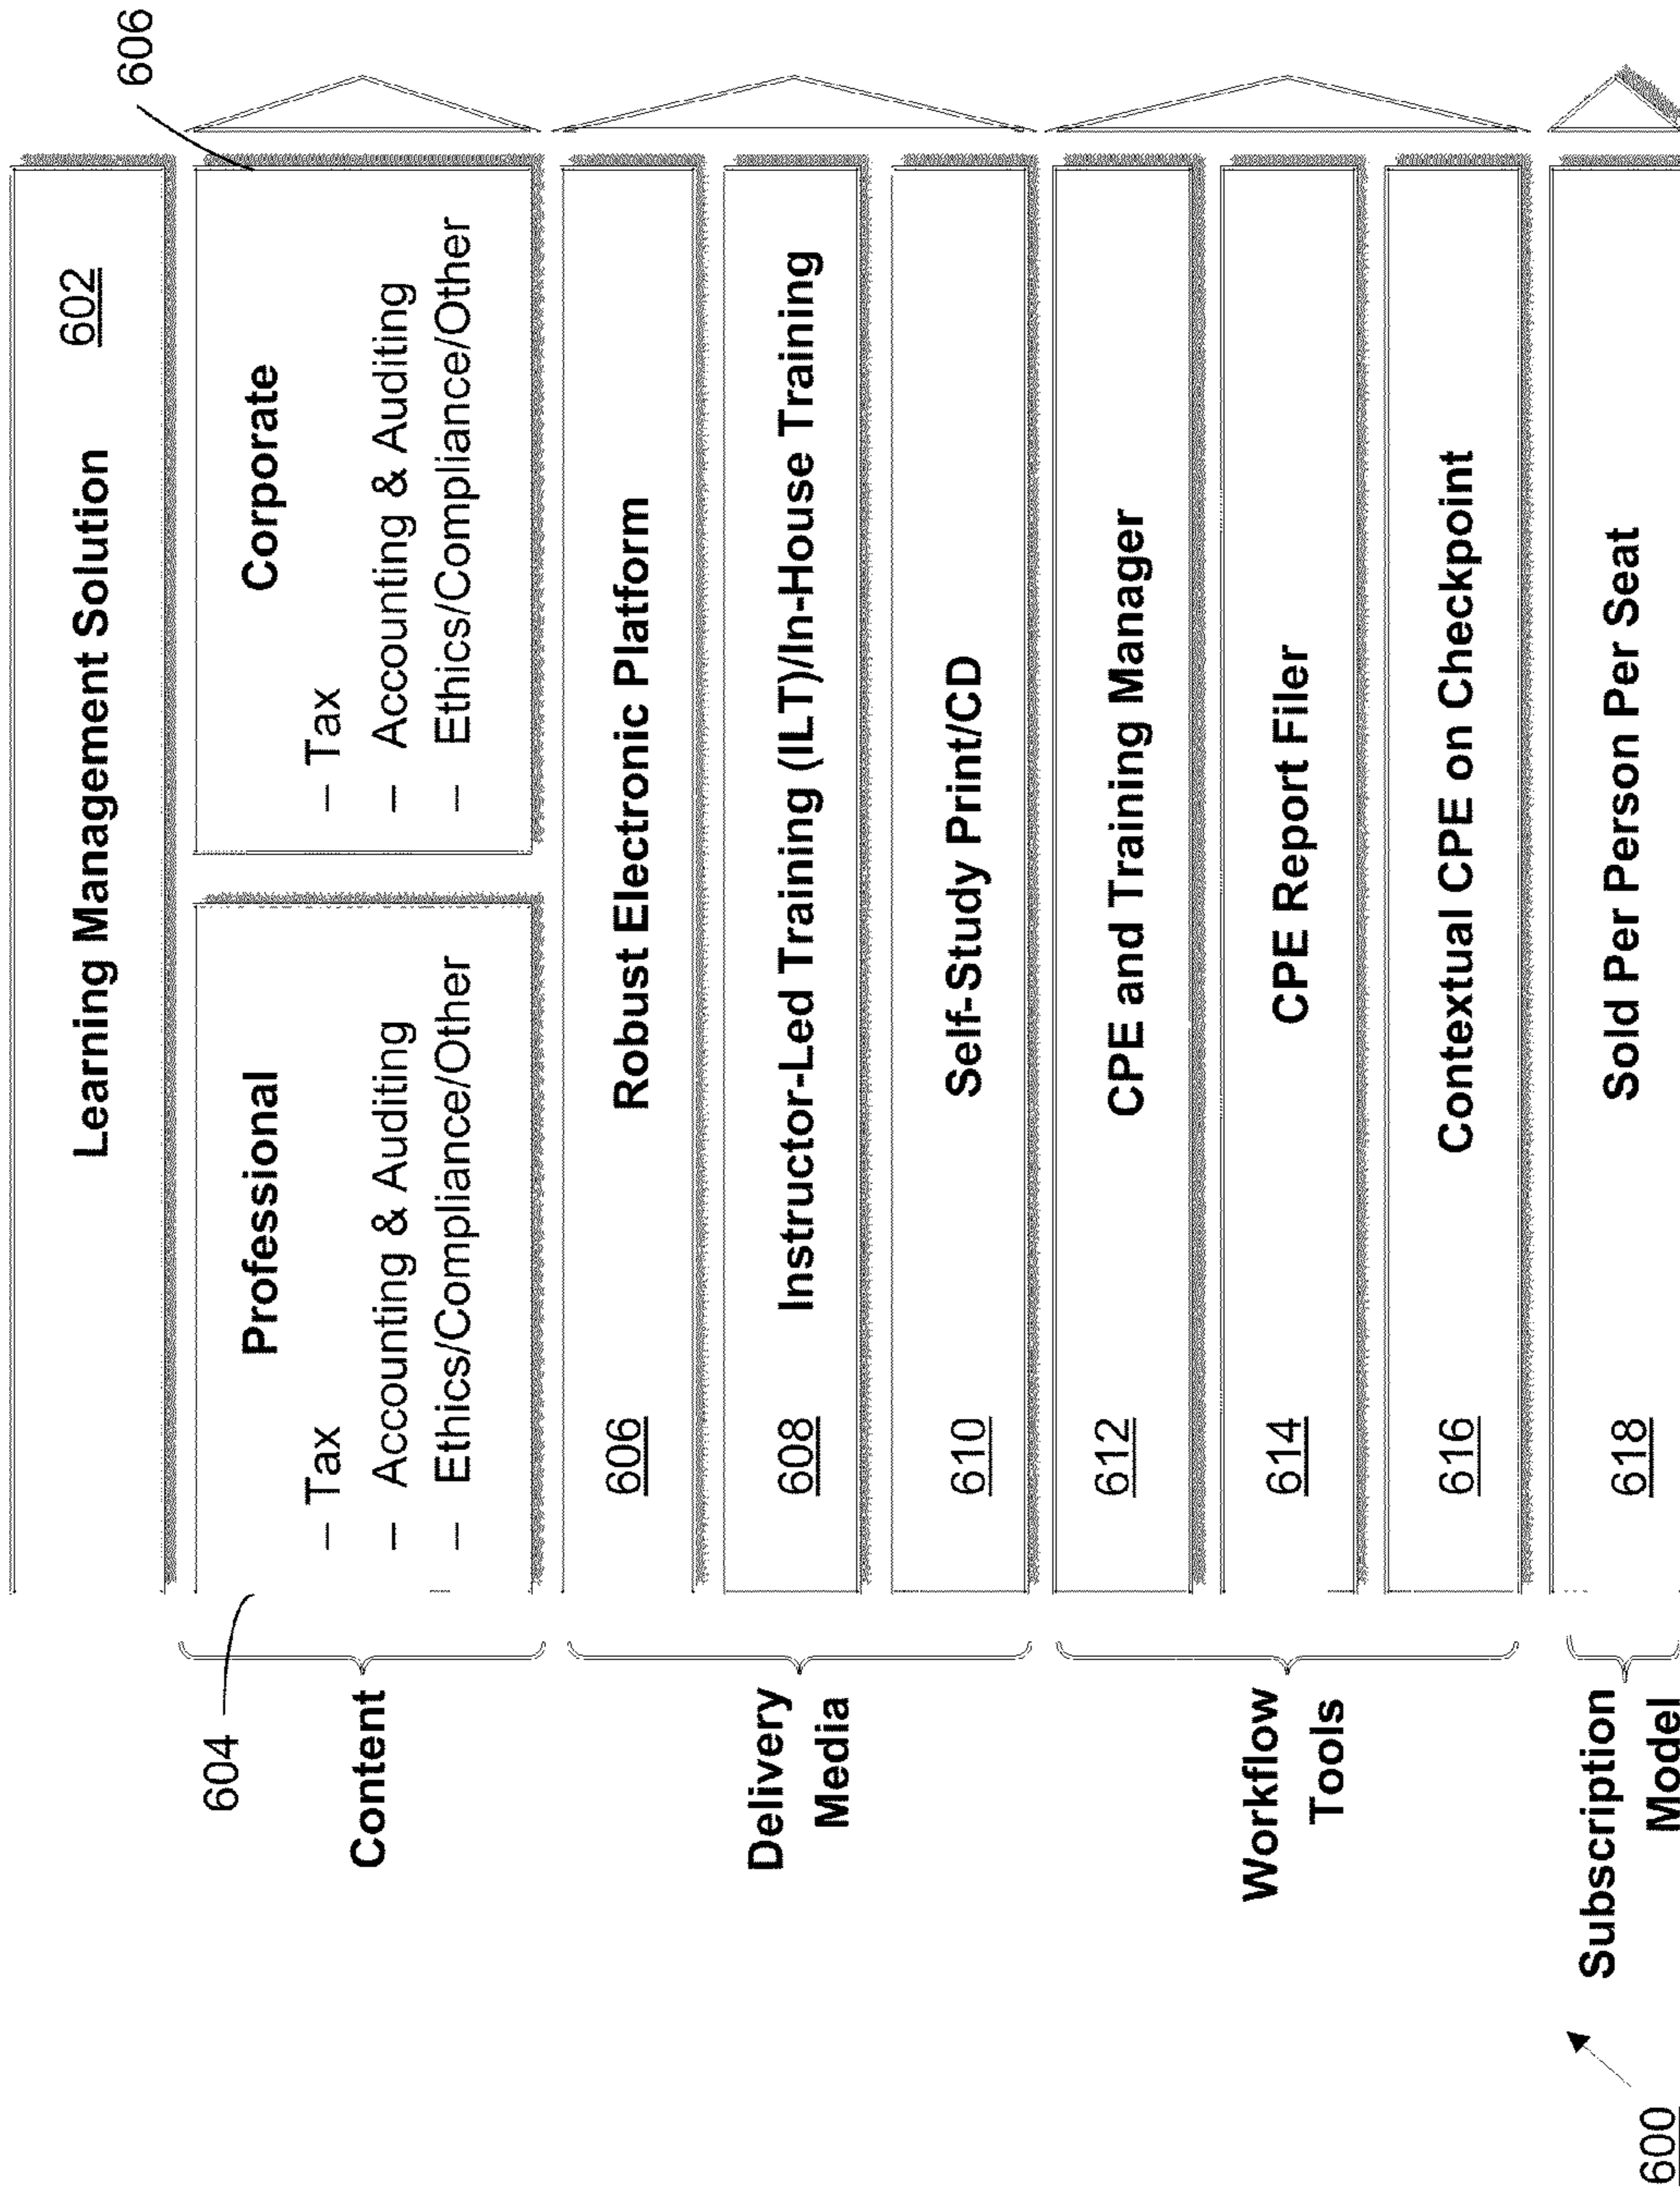 Learning Management Solution
602
606
604
Content
Professional
– Tax
– Accounting & Auditing
– Ethics/Compliance/Other
Corporate
– Tax
– Accounting & Auditing
– Ethics/Compliance/Other
Delivery
Media
606
Robust Electronic Platform
608
Instructor-Led Training (ILT)/In-House Training
610
Self-Study Print/CD
Workflow
Tools
612
CPE and Training Manager
614
CPE Report Filer
616
Contextual CPE on Checkpoint
Subscription
Model
618
Sold Per Person Per Seat
600